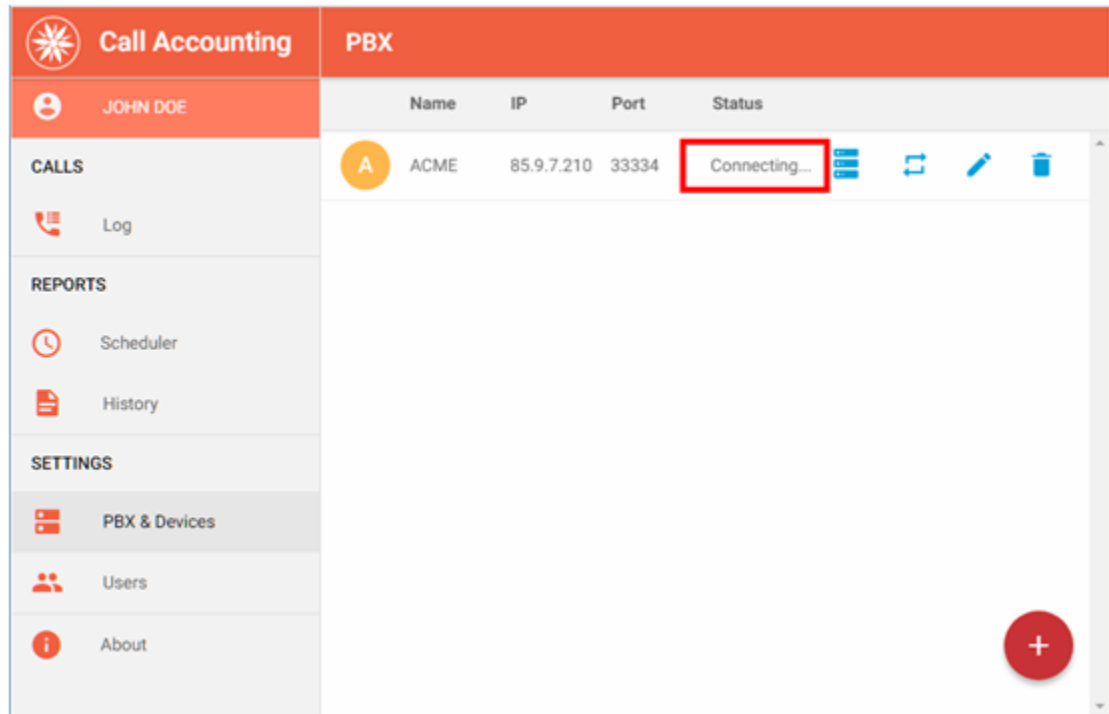 Call Accounting
PBX
JOHN DOE
Name IP Port Status
A ACME 85.9.7.210 33334 Connecting...
CALLS
Log
REPORTS
Scheduler
History
SETTINGS
PBX & Devices
Users
About